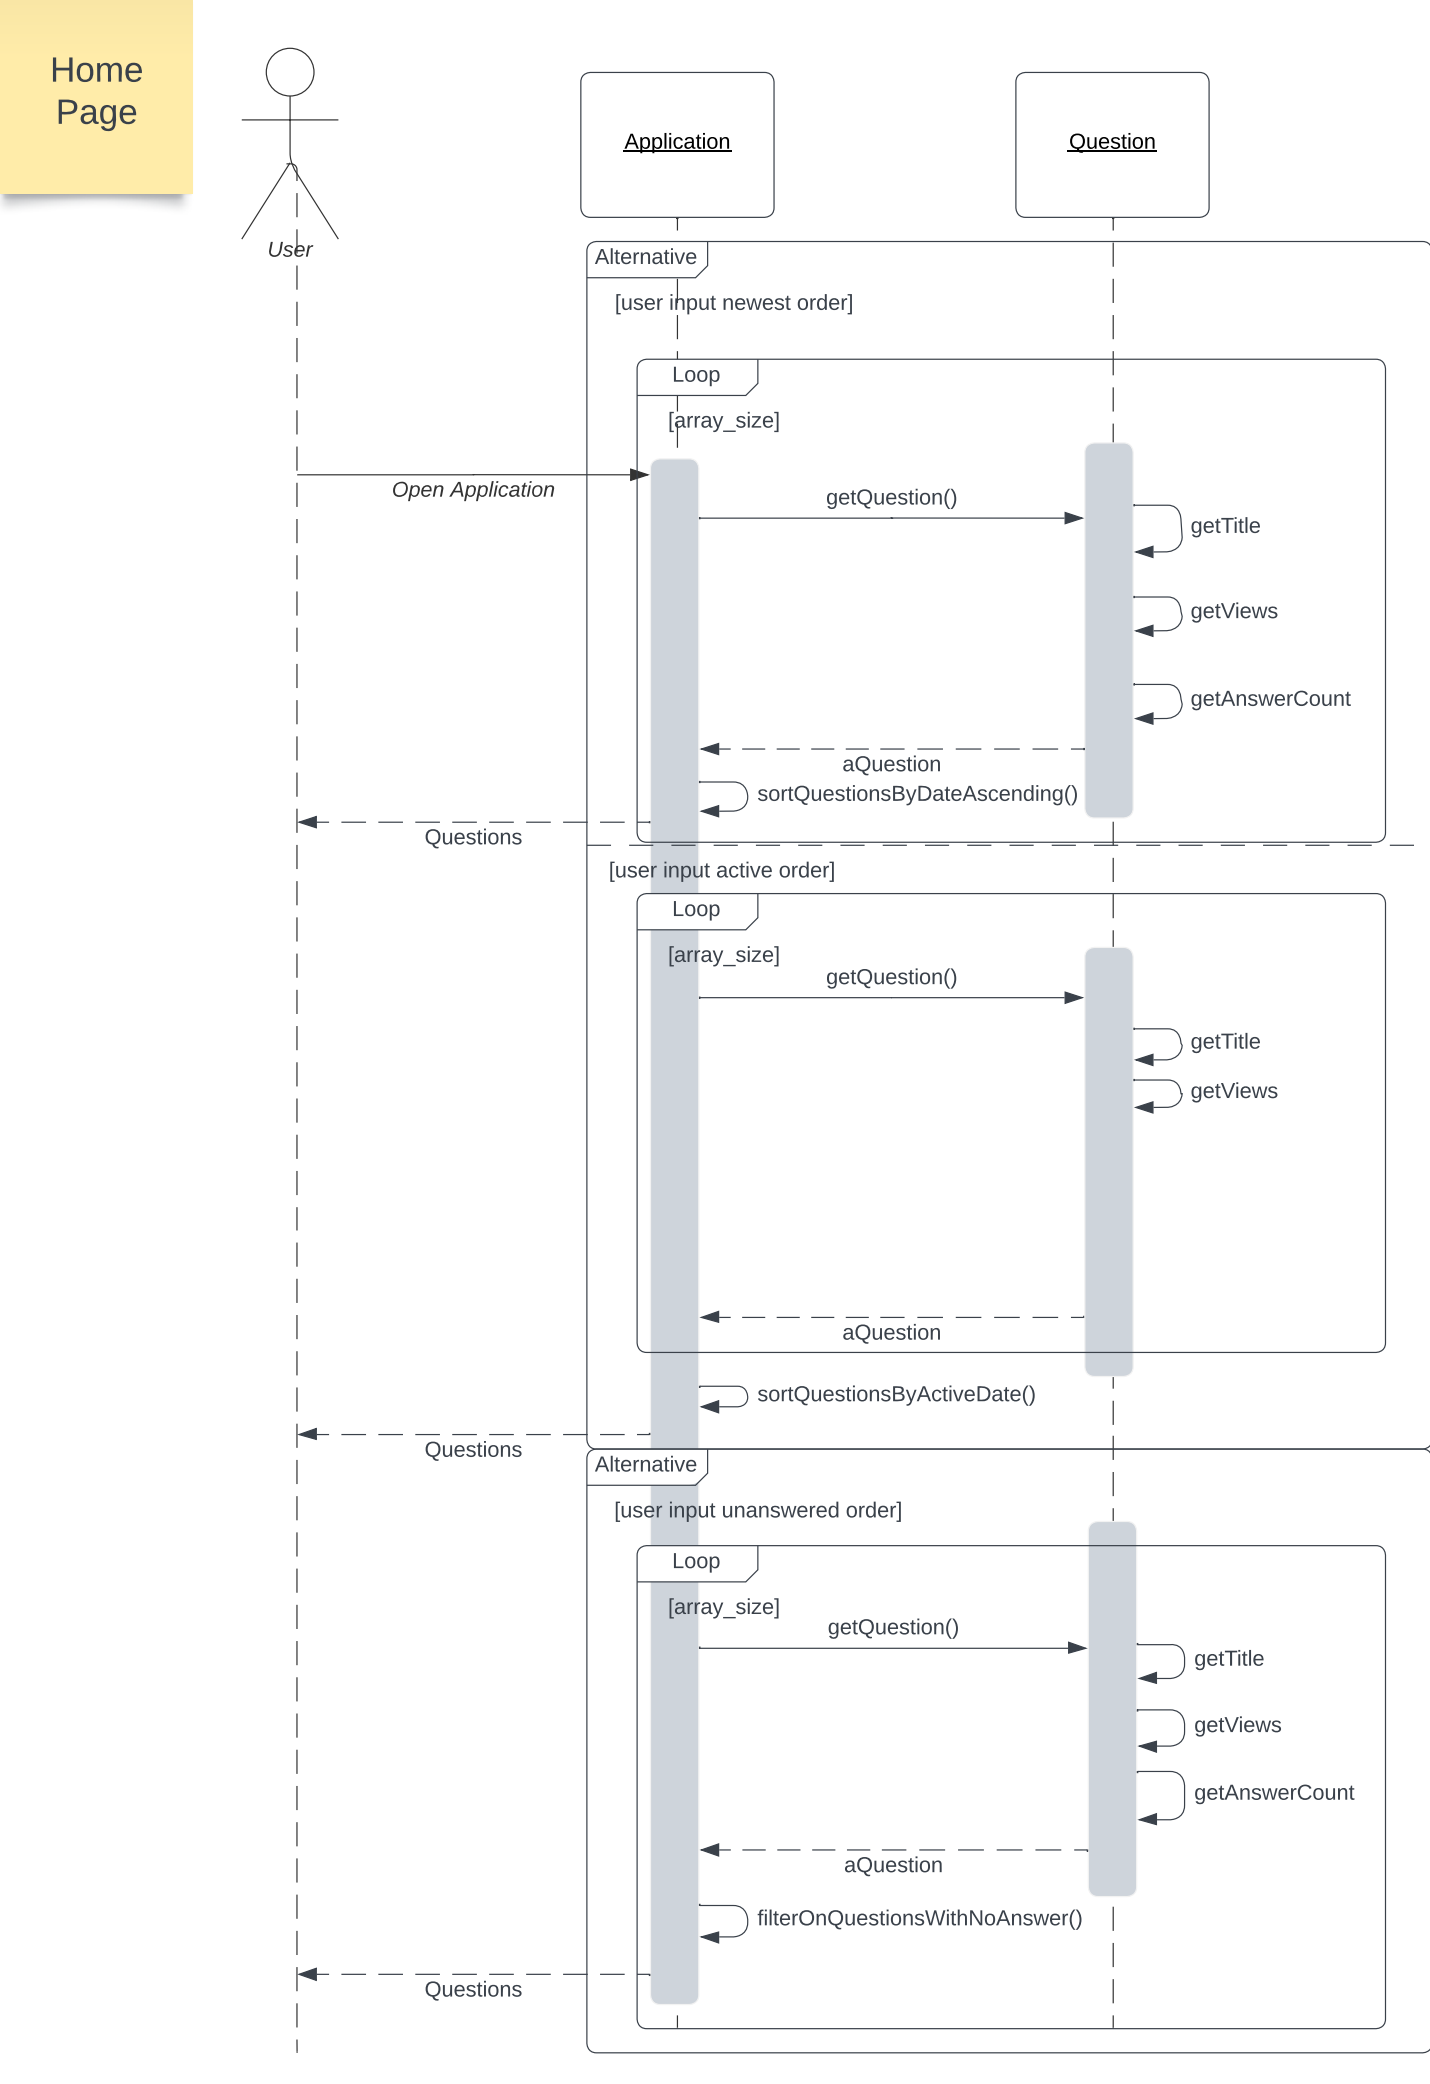 Home
Page
User
Application
Question
Alternative
[user input newest order]
Loop
[array_size]
Open Application
getQuestion()
getTitle
getViews
getAnswerCount
aQuestion
sortQuestionsByDateAscending()
Questions
[user input active order]
Loop
[array_size]
getQuestion()
getTitle
getViews
aQuestion
sortQuestionsByActiveDate()
Questions
Alternative
[user input unanswered order]
Loop
[array_size]
getQuestion()
getTitle
getViews
getAnswerCount
aQuestion
filterOnQuestionsWithNoAnswer()
Questions